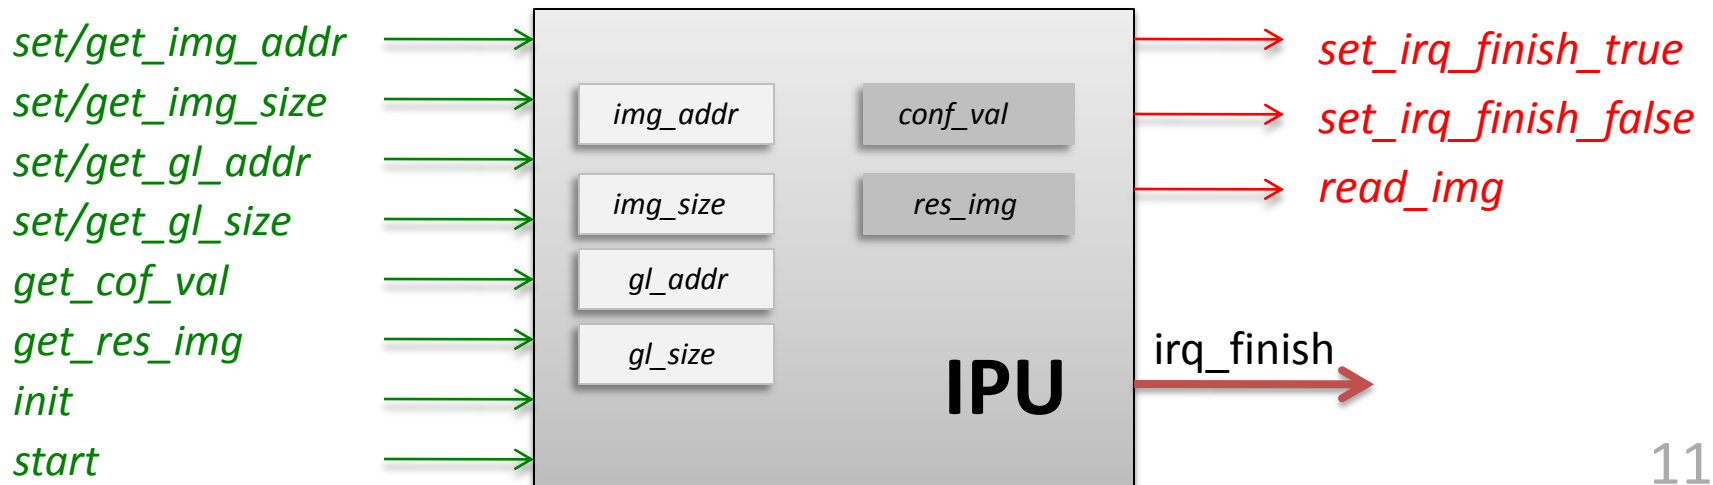 set/get_img_addr
set/get_img_size
set/get_gl_addr
set/get_gl_size
get_cof_val
get_res_img
init
start
img_addr
img_size
gl_addr
gl_size
conf_val
res_img
IPU
set_irq_finish_true
set_irq_finish_false
read_img
irq_finish
11